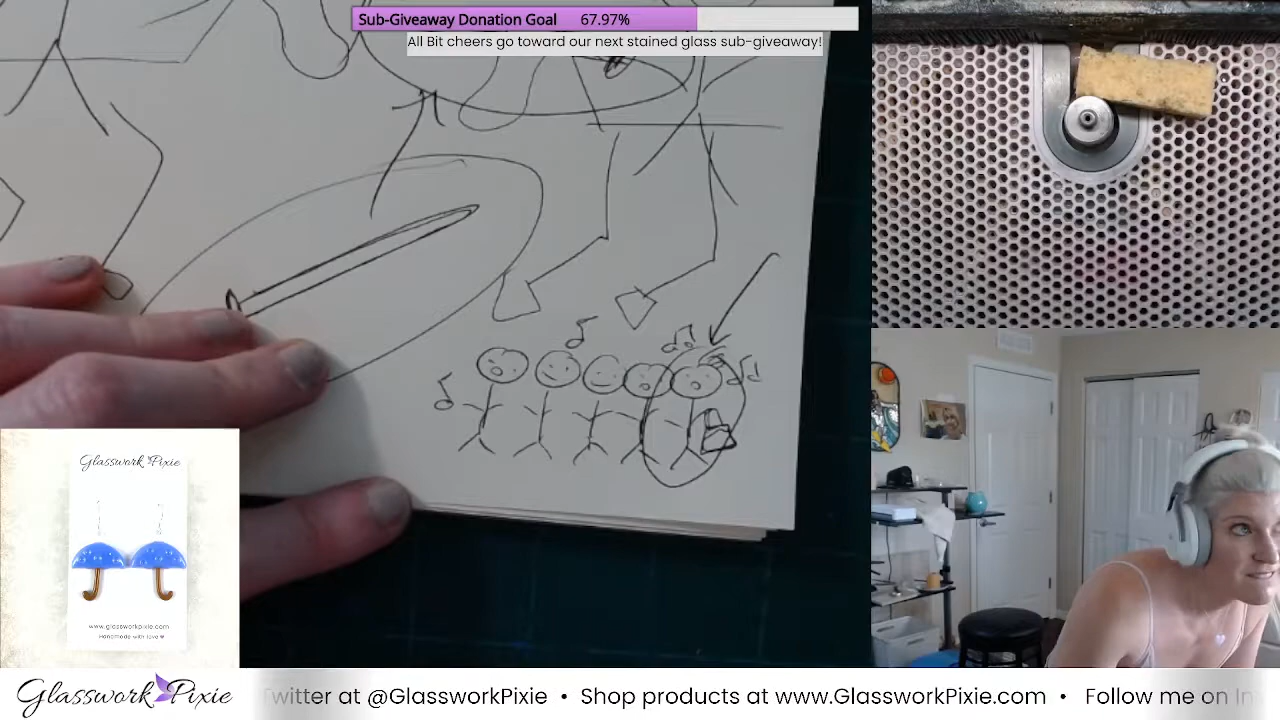 Sub-Giveaway Donation Goal 67.97%
All Bit cheers go toward our next stained glass sub-giveaway!
Glasswork Pixie
www.glassworkpixie.com
Handmade with love ♥
Glasswork Pixie
Twitter at @GlassworkPixie • Shop products at www.GlassworkPixie.com • Follow me on In